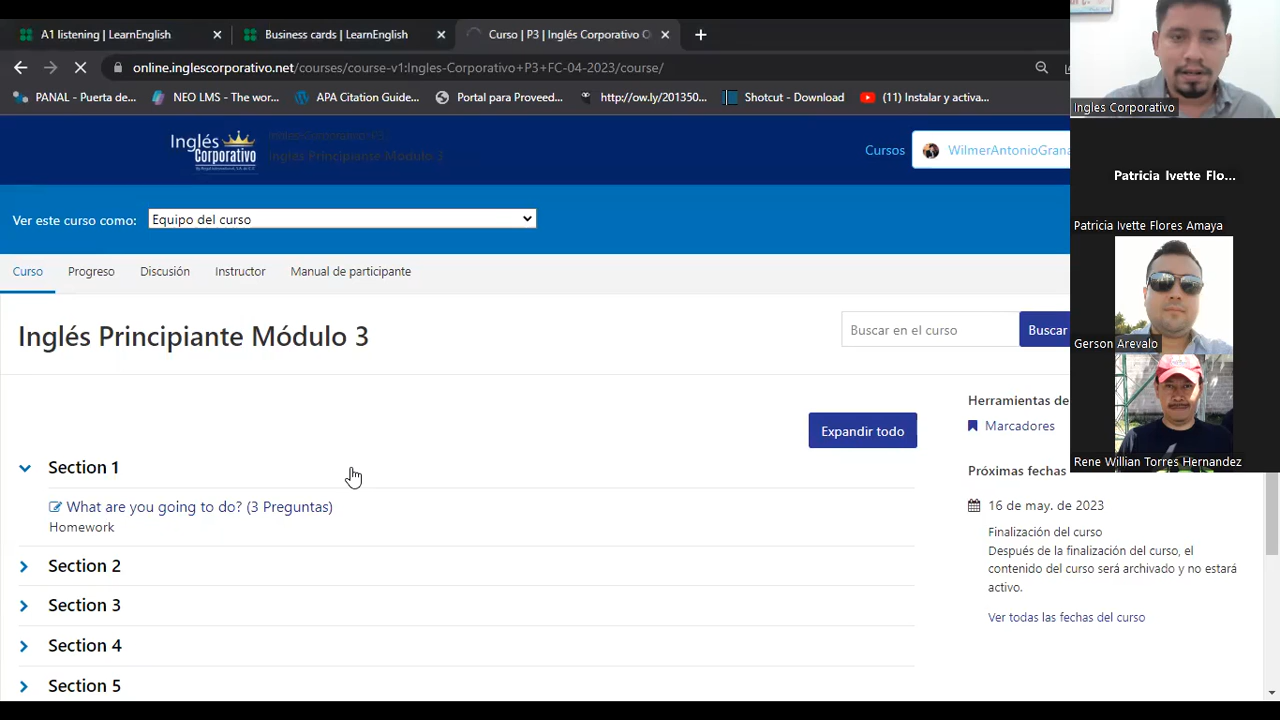 A1 listening | LearnEnglish
Business cards | LearnEnglish
Curso | P3 | Inglés Corporativo O
online.inglescorporativo.net/courses/course-v1:Ingles-Corporativo+P3+FC-04-2023/course/
PANAL - Puerta de...
NEO LMS - The wor...
APA Citation Guide...
Portal para Proveed...
http://ow.ly/201350...
Shotcut - Download
(11) Instalar y activa...
Inglés
Corporativo
Ingles-Corporativo P3
Inglés Principiante Módulo 3
Cursos
WilmerAntonioGrana
Ver este curso como:
Equipo del curso
Curso
Progreso
Discusión
Instructor
Manual de participante
Inglés Principiante Módulo 3
Buscar en el curso
Buscar
Expandir todo
Section 1
What are you going to do? (3 Preguntas)
Homework
Section 2
Section 3
Section 4
Section 5
Herramientas de
Marcadores
Próximas fechas
16 de may. de 2023
Finalización del curso
Después de la finalización del curso, el
contenido del curso será archivado y no estará
activo.
Ver todas las fechas del curso
Ingles Corporativo
Patricia Ivette Flo...
Patricia Ivette Flores Amaya
Gerson Arevalo
Rene Willian Torres Hernandez